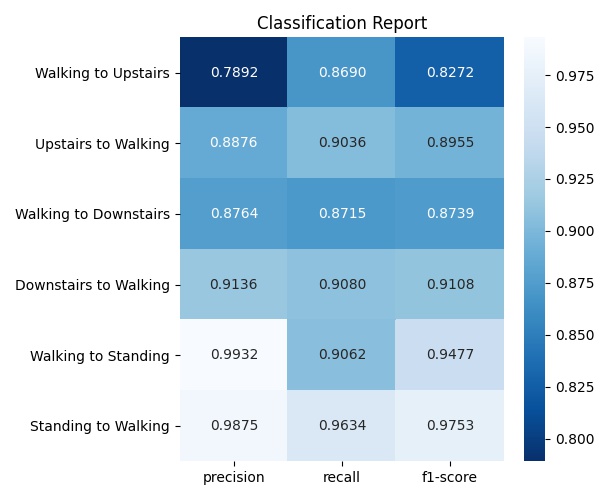 Classification Report
Walking to Upstairs 0.7892 0.8690 0.8272
Upstairs to Walking 0.8876 0.9036 0.8955
Walking to Downstairs 0.8764 0.8715 0.8739
Downstairs to Walking 0.9136 0.9080 0.9108
Walking to Standing 0.9932 0.9062 0.9477
Standing to Walking 0.9875 0.9634 0.9753
precision recall f1-score
0.975
0.950
0.925
0.900
0.875
0.850
0.825
0.800